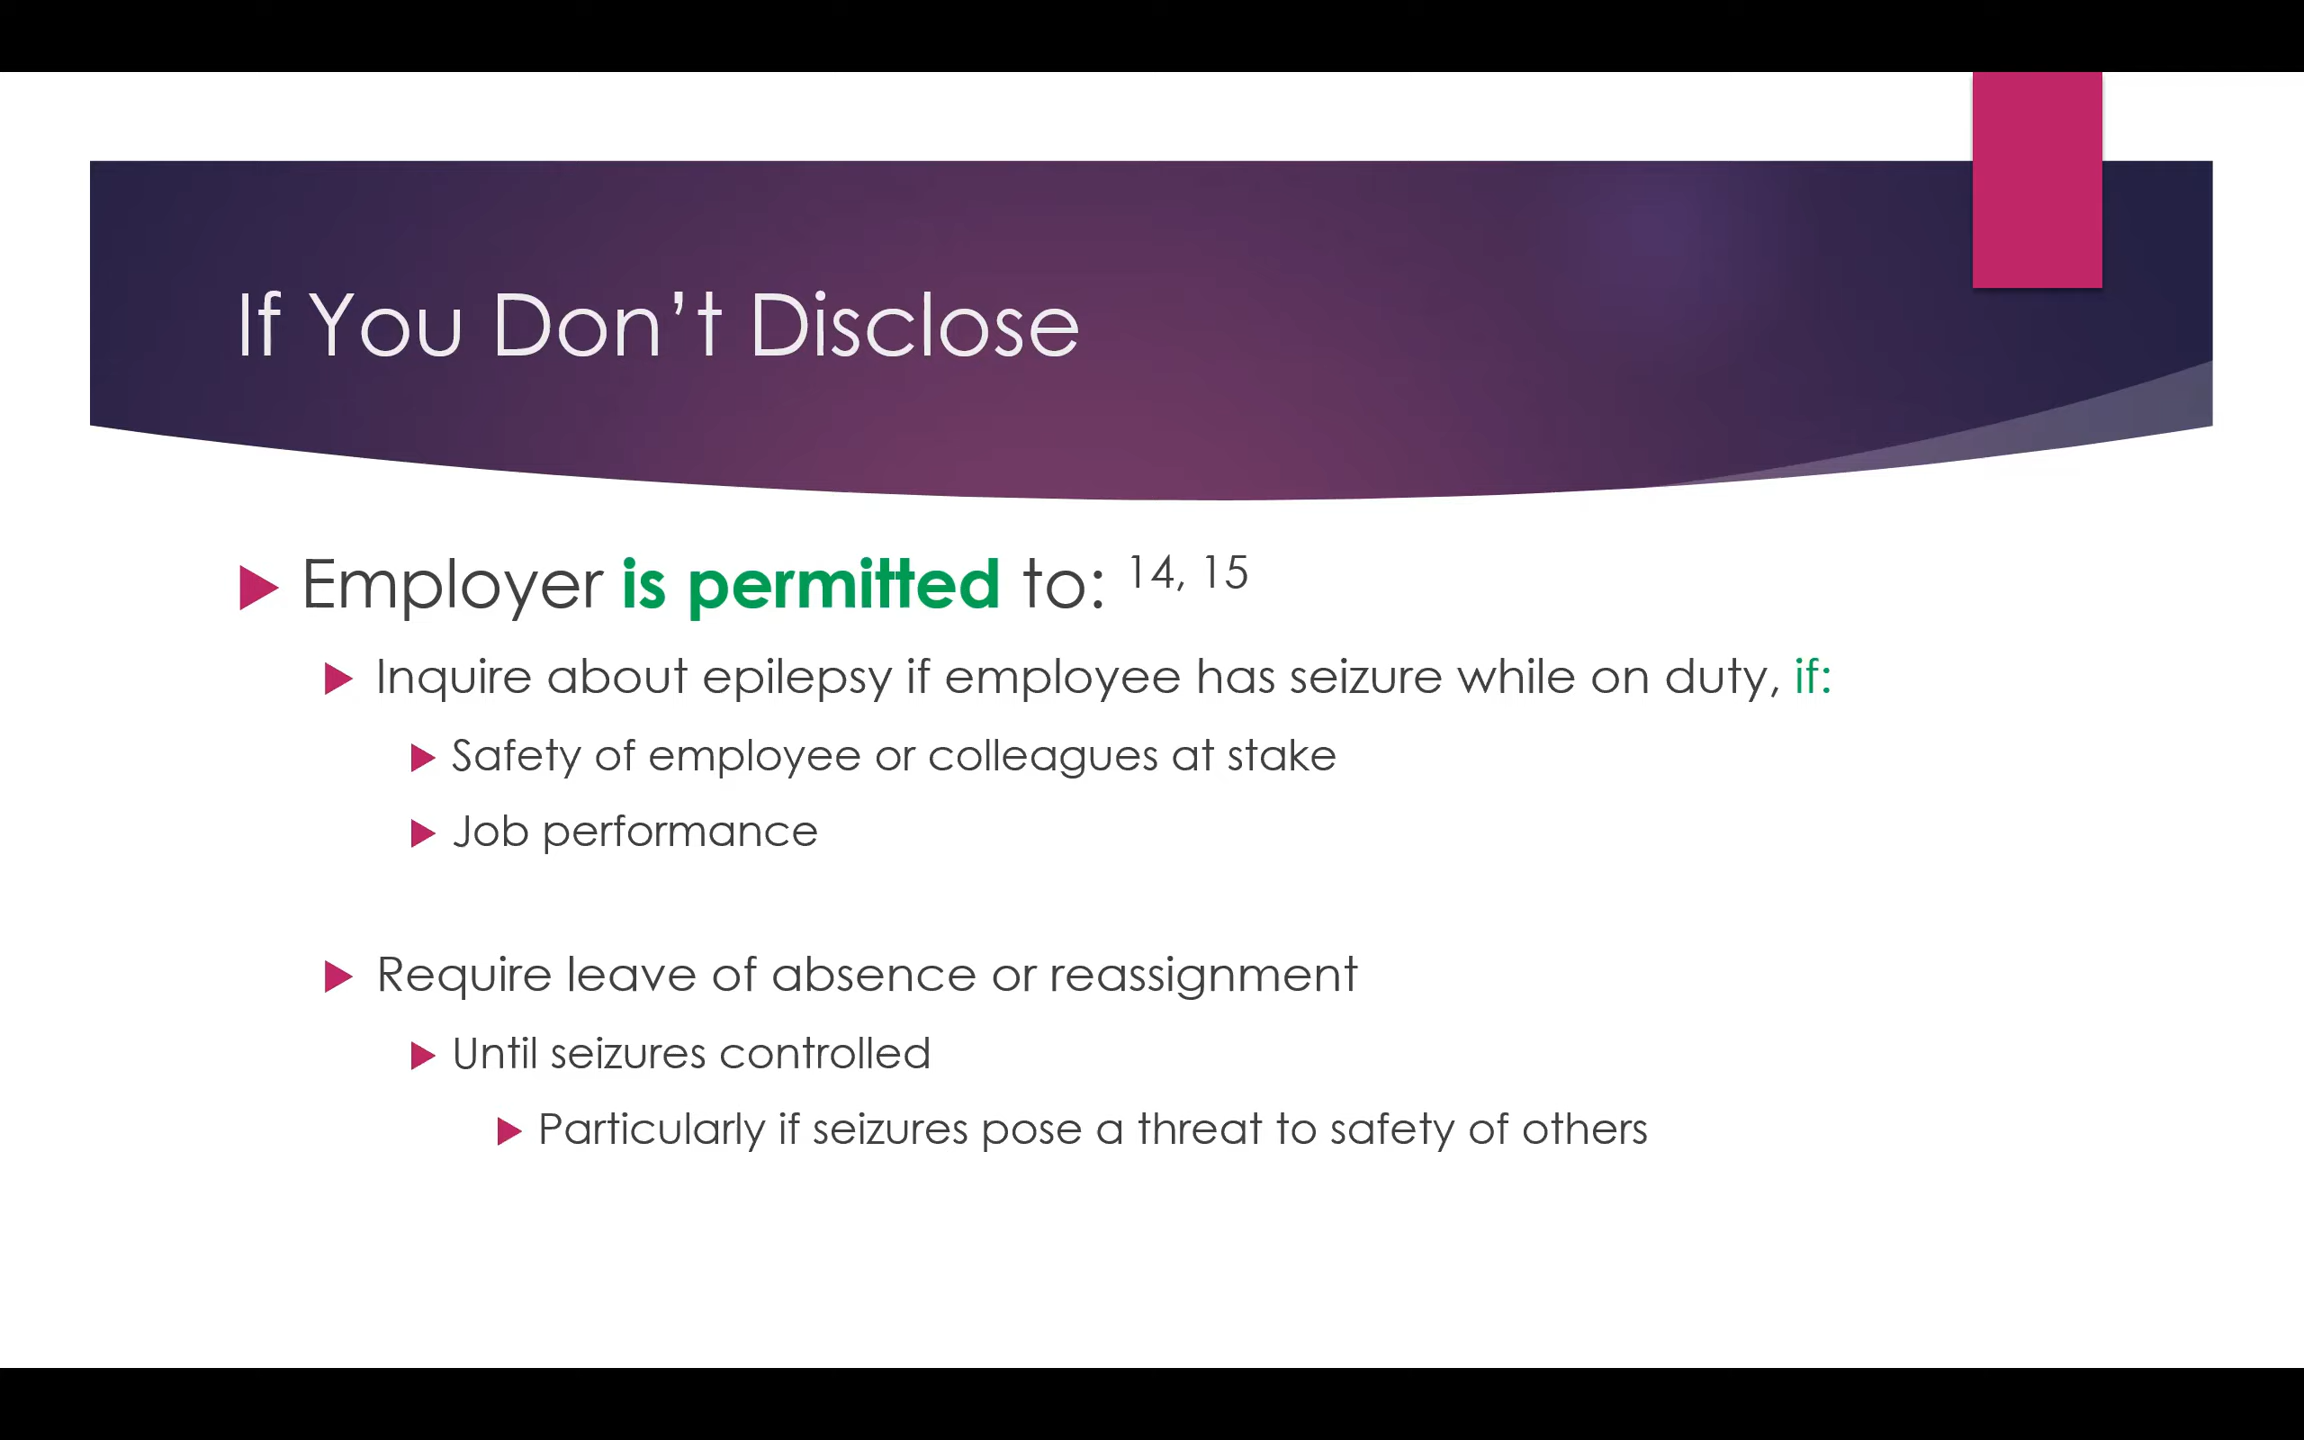 If You Don’t Disclose
Employer is permitted to: 14, 15
Inquire about epilepsy if employee has seizure while on duty, if:
Safety of employee or colleagues at stake
Job performance
Require leave of absence or reassignment
Until seizures controlled
Particularly if seizures pose a threat to safety of others